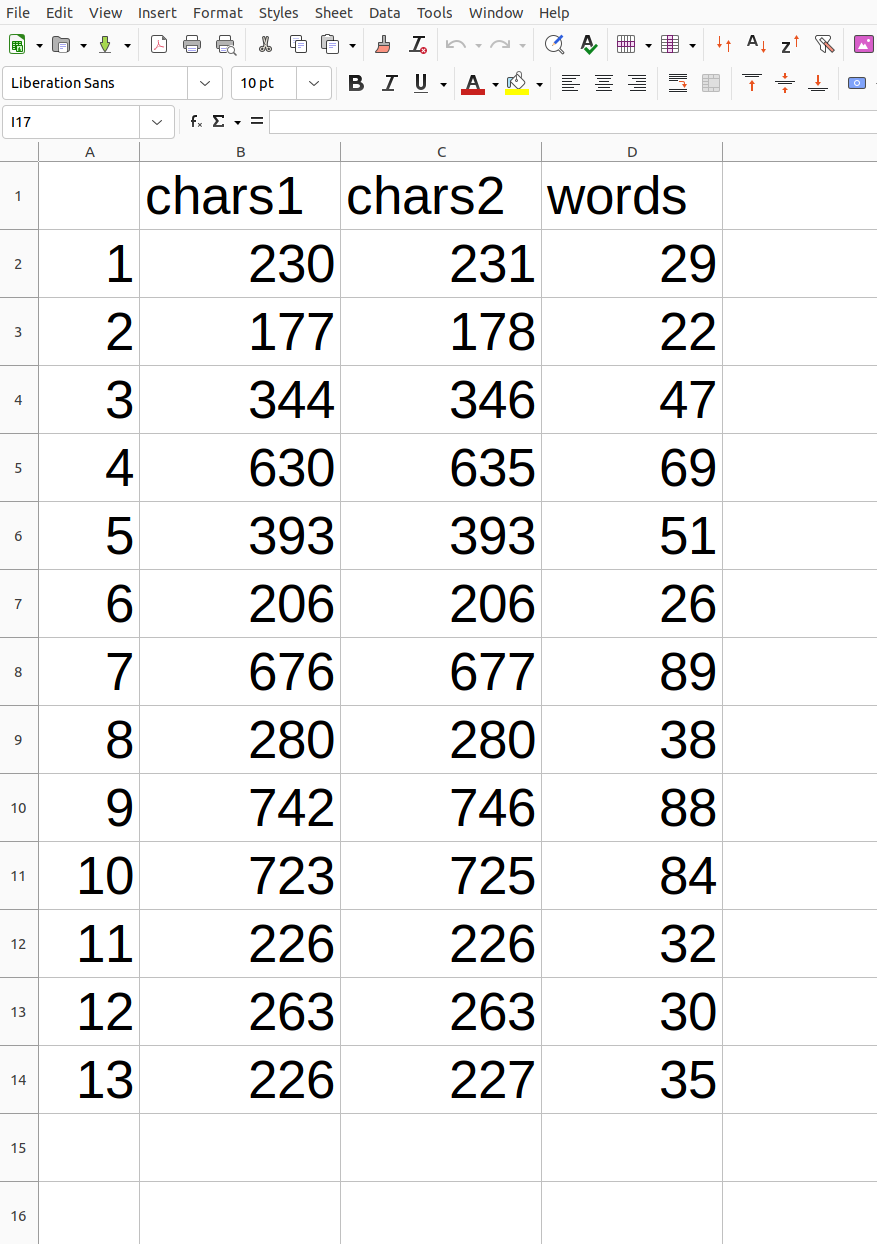 File Edit View Insert Format Styles Sheet Data Tools Window Help
Liberation Sans 10 pt B I U A
I17 fx Σ =
A B C D
1 chars1 chars2 words
2 1 230 231 29
3 2 177 178 22
4 3 344 346 47
5 4 630 635 69
6 5 393 393 51
7 6 206 206 26
8 7 676 677 89
9 8 280 280 38
10 9 742 746 88
11 10 723 725 84
12 11 226 226 32
13 12 263 263 30
14 13 226 227 35
15
16